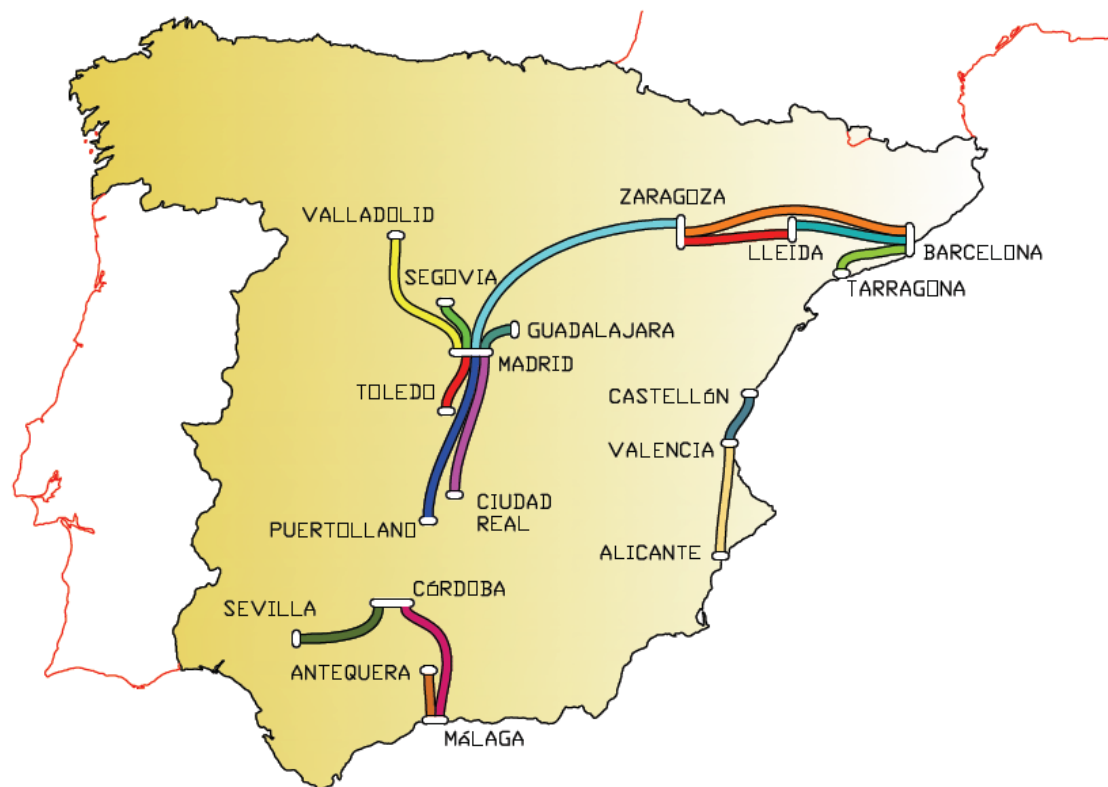 ZARAGOZA
VALLADOLID
LLEIDA
BARCELONA
SEGOVIA
TARRAGONA
GUADALAJARA
MADRID
TOLEDO
CASTELLóN
VALENCIA
CIUDAD
REAL
PUERTOLLANO
ALICANTE
CóRDOBA
SEVILLA
ANTEQUERA
MáLAGA